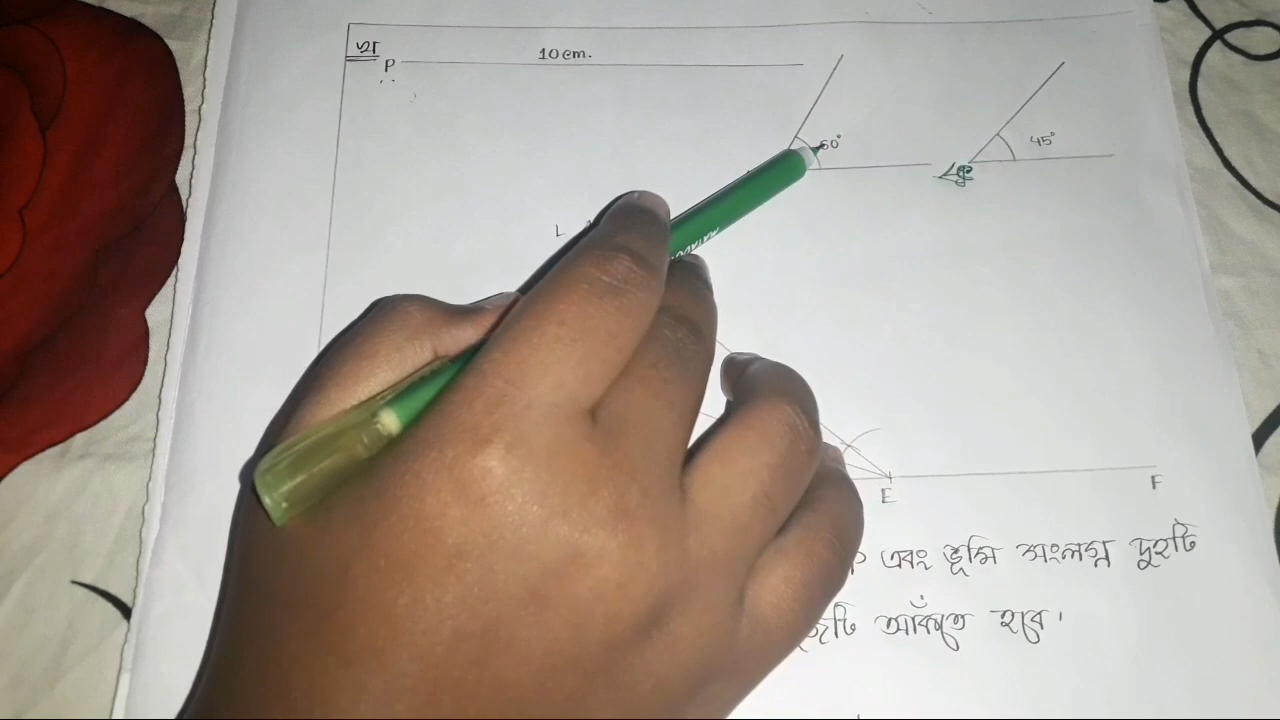 গ
P 10cm.
60° 45°
L
E F
এবং ভূমি সংলগ্ন দুইটি
আঁকতে হবে।